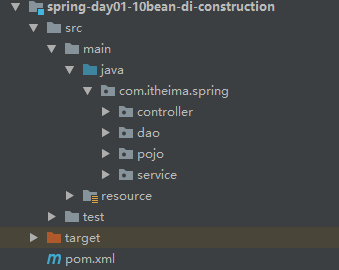 spring-day01-10bean-di-construction
src
main
java
com.itheima.spring
controller
dao
pojo
service
resource
test
target
pom.xml